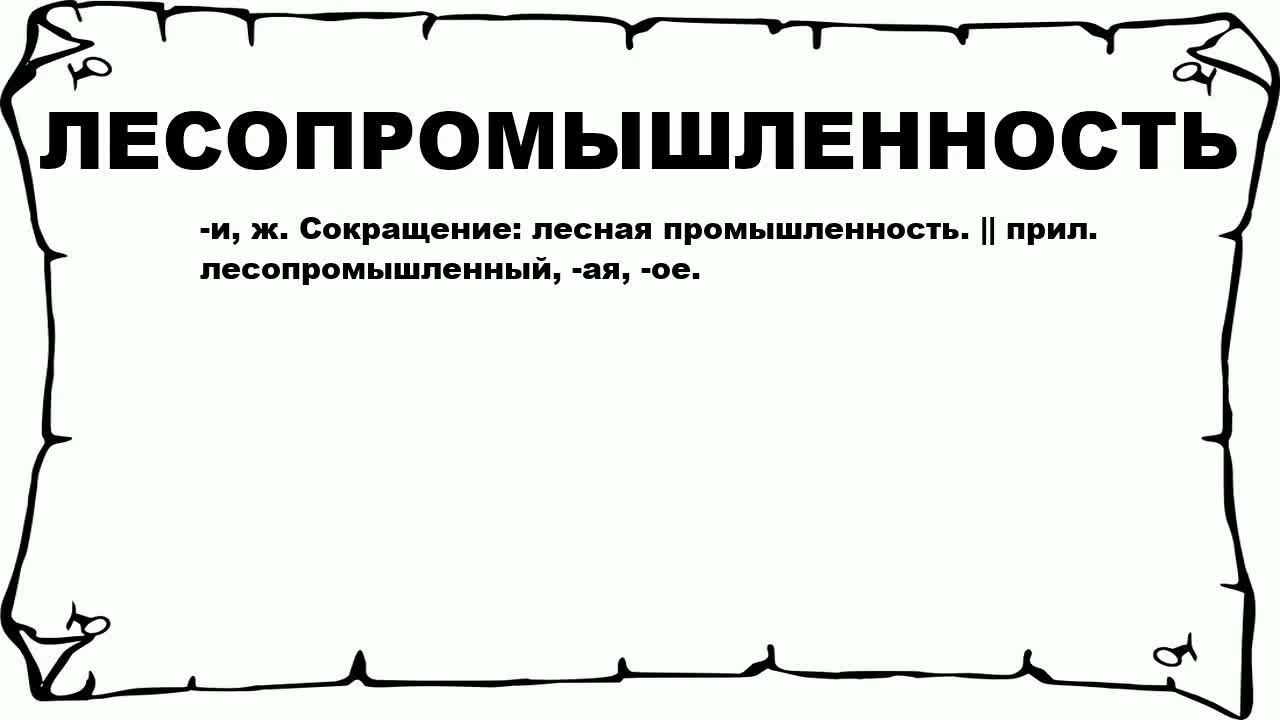 ЛЕСОПРОМЫШЛЕННОСТЬ
-и, ж. Сокращение: лесная промышленность. || прил.
лесопромышленный, -ая, -ое.